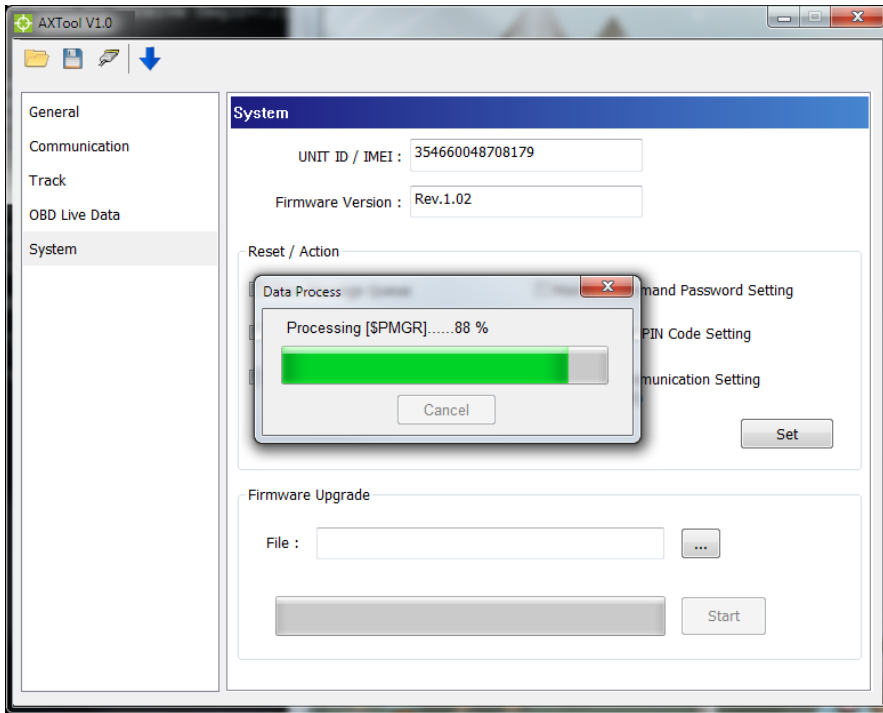 AXTool V1.0
General
Communication
Track
OBD Live Data
System
System
UNIT ID / IMEI :
354660048708179
Firmware Version :
Rev.1.02
Reset / Action
mand Password Setting
PIN Code Setting
munication Setting
Set
Data Process
Processing [$PMGR]......88 %
Cancel
Firmware Upgrade
File :
...
Start